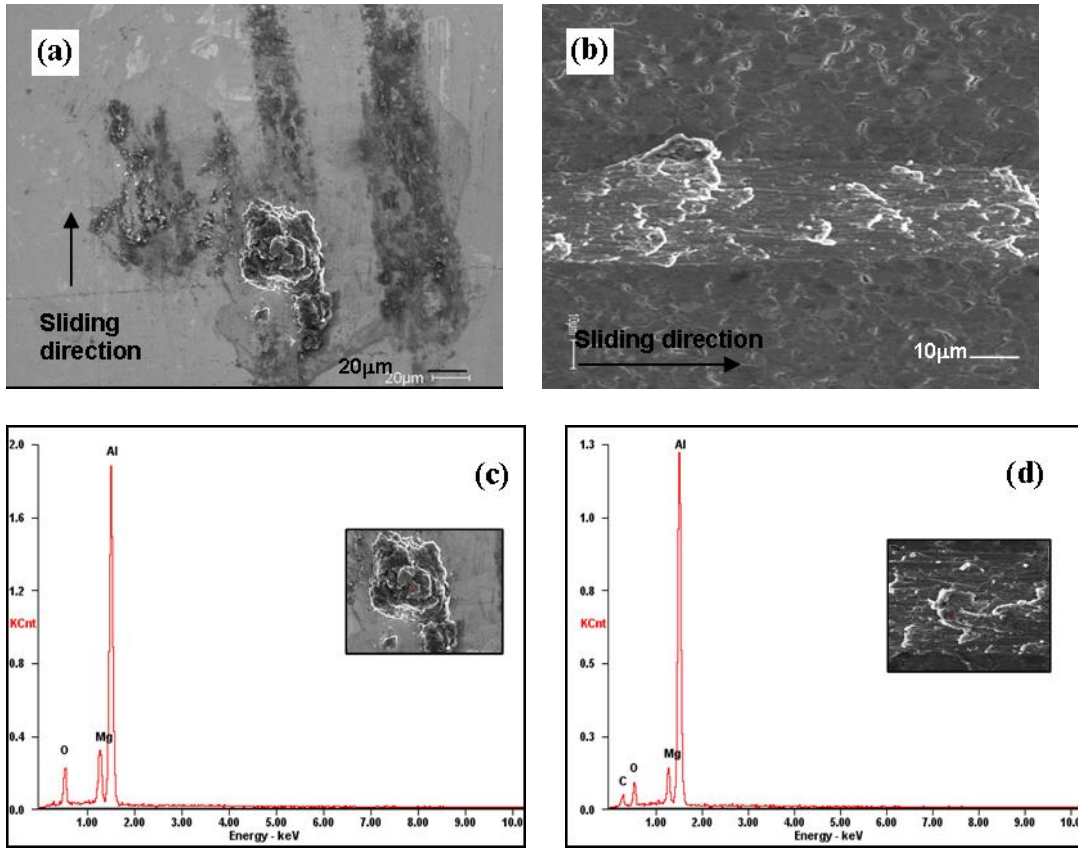 (a)
Sliding
direction
20µm
20µm
(b)
10µm
Sliding direction
10µm
(c)
2.0
1.6
1.2
KCnt
0.8
0.4
0.0
Al
Mg
O
1.00 2.00 3.00 4.00 5.00 6.00 7.00 8.00 9.00 10.0
Energy - keV
(d)
1.3
1.0
0.8
KCnt
0.5
0.3
0.0
Al
Mg
O
C
1.00 2.00 3.00 4.00 5.00 6.00 7.00 8.00 9.00 10.0
Energy - keV